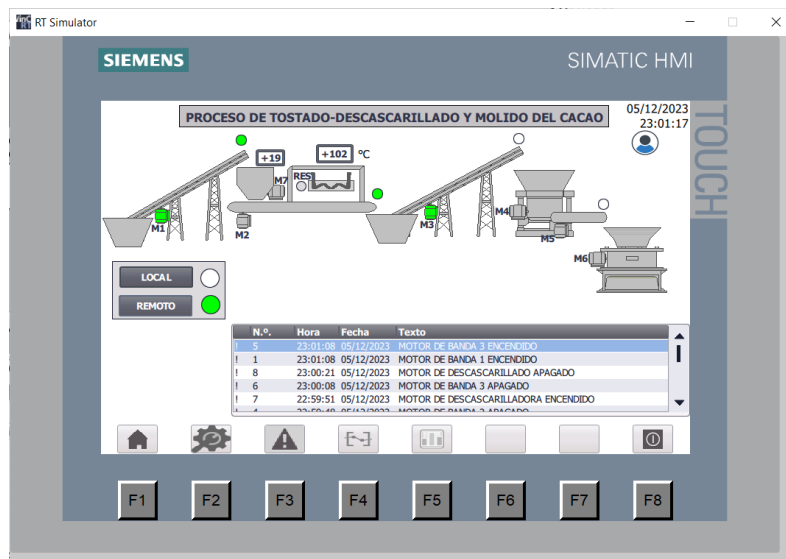 RT Simulator
SIEMENS
SIMATIC HMI
TOUCH
PROCESO DE TOSTADO-DESCASCARILLADO Y MOLIDO DEL CACAO
05/12/2023
23:01:17
+19
+102 ºC
M7
RES1
M1
M2
M3
M4
M5
M6
LOCAL
REMOTO
N.º. Hora Fecha Texto
! 5 23:01:08 05/12/2023 MOTOR DE BANDA 3 ENCENDIDO
! 1 23:01:08 05/12/2023 MOTOR DE BANDA 1 ENCENDIDO
! 8 23:00:21 05/12/2023 MOTOR DE DESCASCARILLADO APAGADO
! 6 23:00:08 05/12/2023 MOTOR DE BANDA 3 APAGADO
! 7 22:59:51 05/12/2023 MOTOR DE DESCASCARILLADORA ENCENDIDO
F1 F2 F3 F4 F5 F6 F7 F8